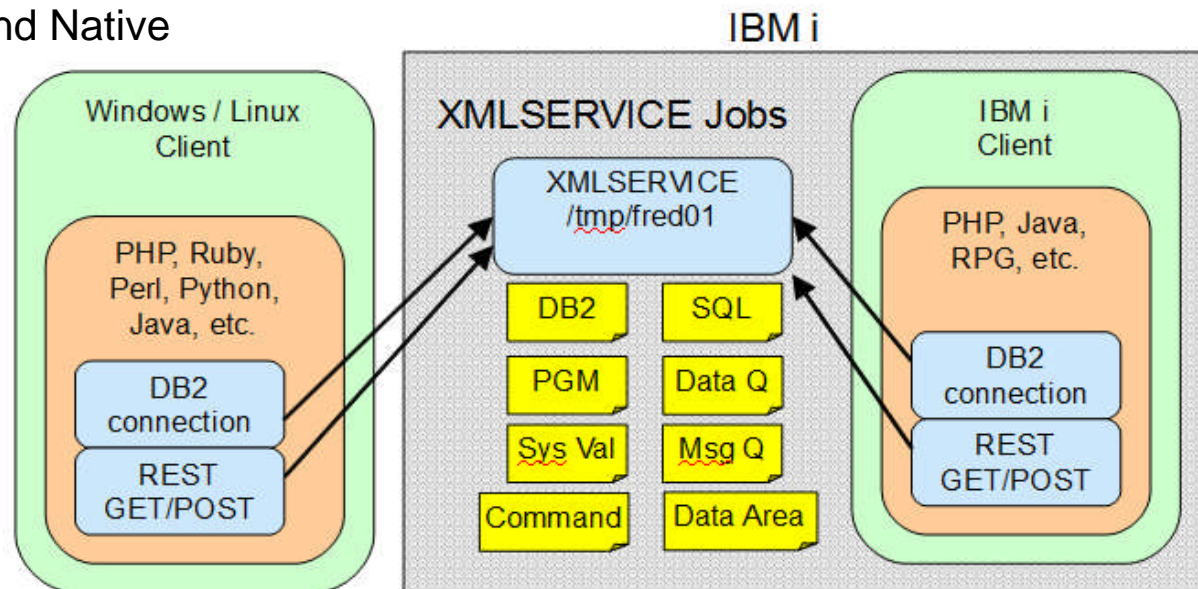 nd Native
IBM i
Windows / Linux
Client
PHP, Ruby,
Perl, Python,
Java, etc.
DB2
connection
REST
GET/POST
XMLSERVICE Jobs
XMLSERVICE
/tmp/fred01
DB2
SQL
PGM
Data Q
Sys Val
Msg Q
Command
Data Area
IBM i
Client
PHP, Java,
RPG, etc.
DB2
connection
REST
GET/POST